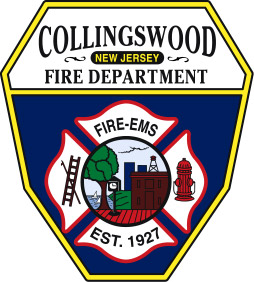 COLLINGSWOOD
NEW JERSEY
FIRE DEPARTMENT
FIRE-EMS
EST. 1927